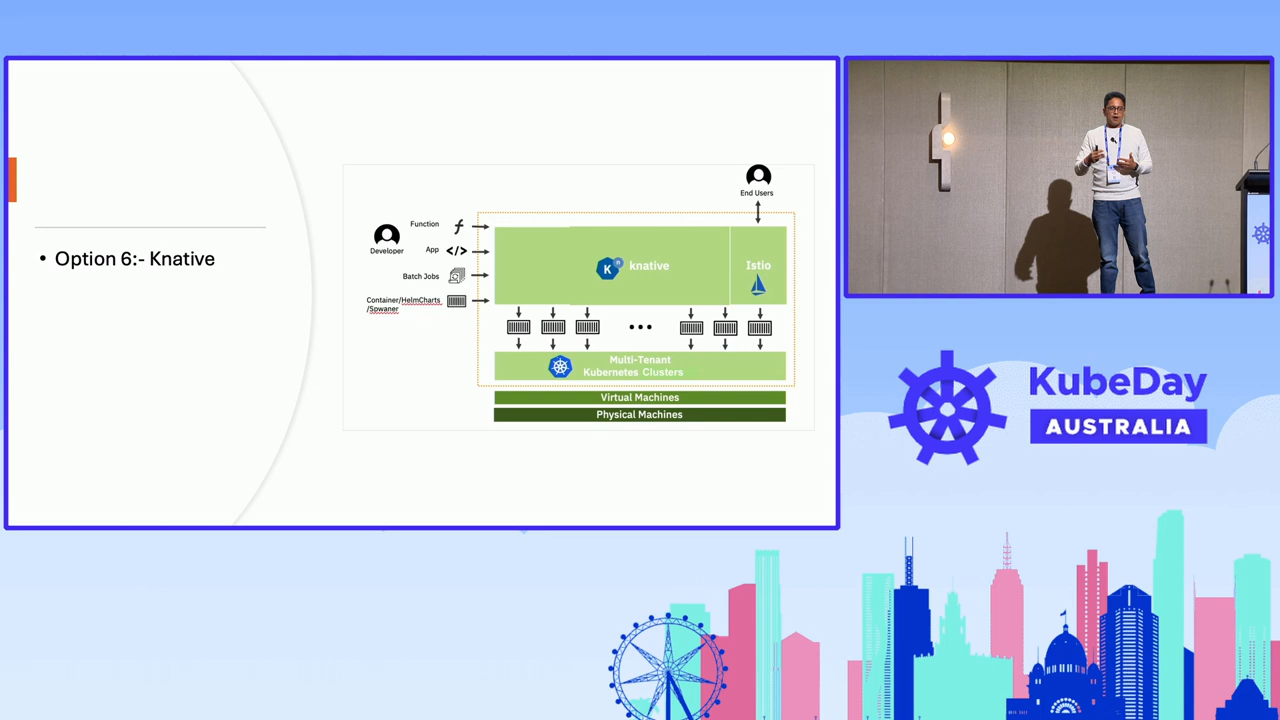 • Option 6:- Knative
End Users
Developer
Function
App
Batch Jobs
Container/HelmCharts
/Spwaner
knative
Istio
Multi-Tenant
Kubernetes Clusters
Virtual Machines
Physical Machines
KubeDay
AUSTRALIA